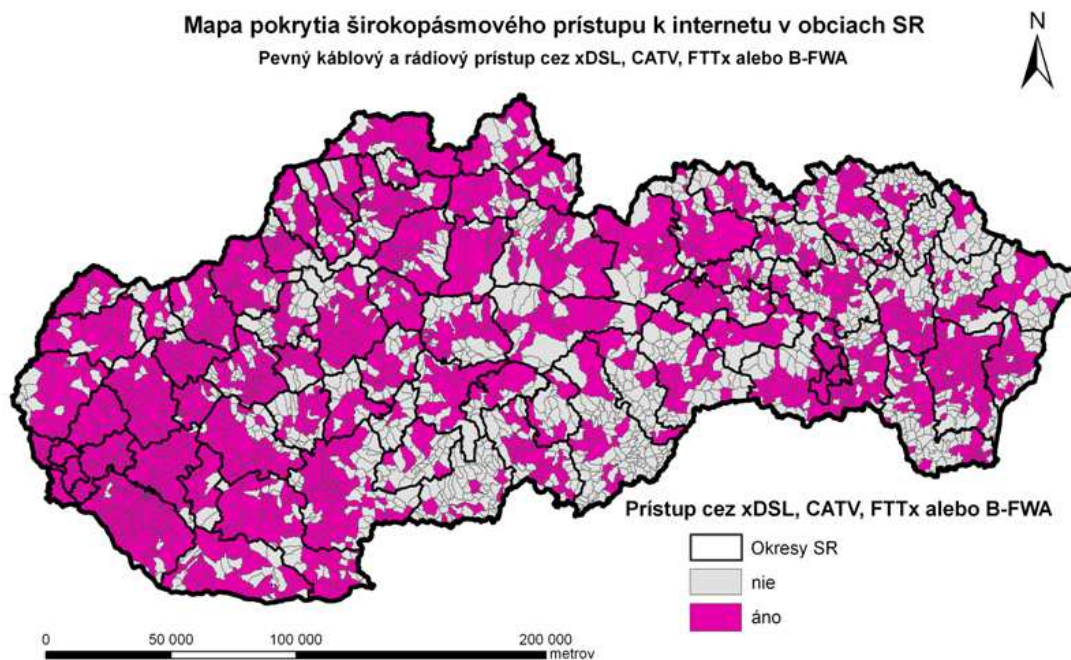 Mapa pokrytia širokopásmového prístupu k internetu v obciach SR
Pevný káblový a rádiový prístup cez xDSL, CATV, FTTx alebo B-FWA
N
Prístup cez xDSL, CATV, FTTx alebo B-FWA
Okresy SR
nie
áno
0 50 000 100 000 200 000
metrov